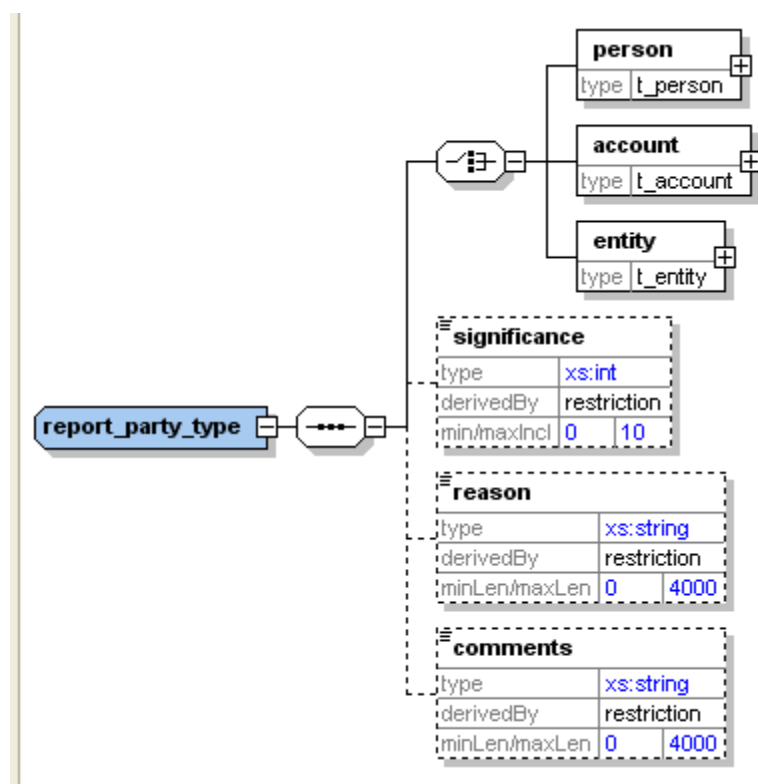 person
type t_person
account
type t_account
entity
type t_entity
significance
type xs:int
derivedBy restriction
min/maxIncl 0 10
report_party_type
reason
type xs:string
derivedBy restriction
minLen/maxLen 0 4000
comments
type xs:string
derivedBy restriction
minLen/maxLen 0 4000